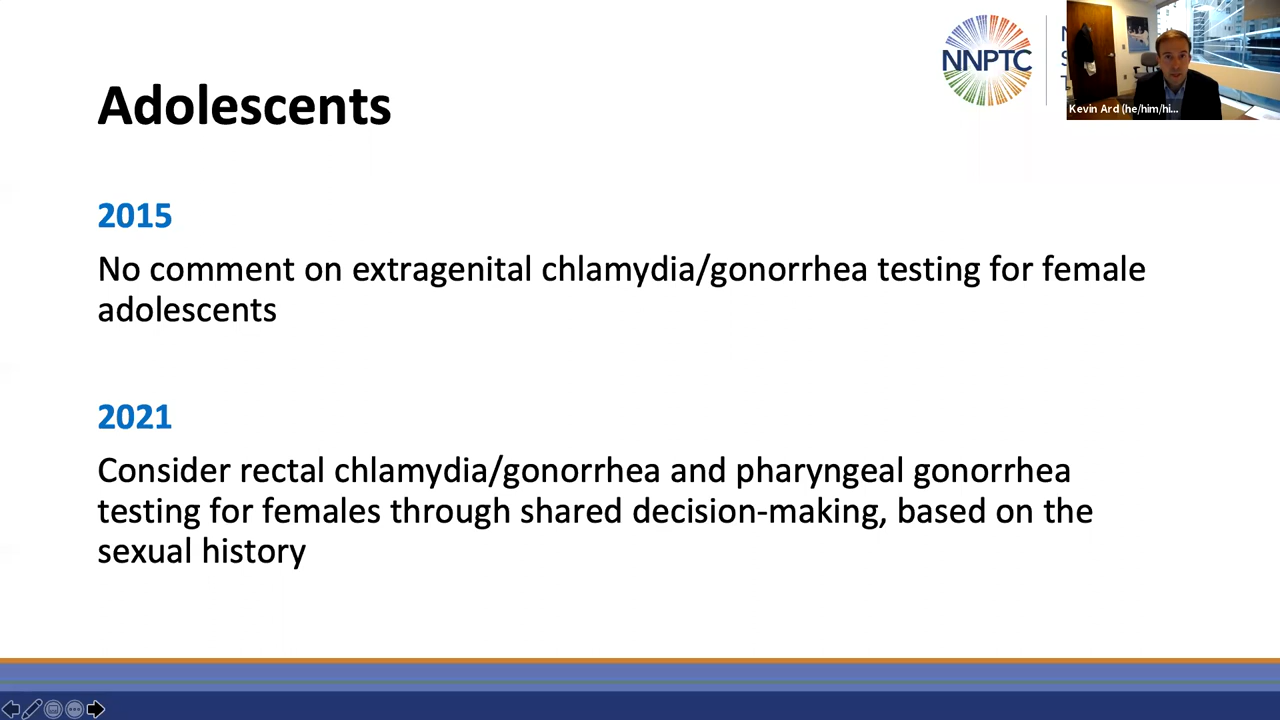 NNPTC
Kevin Ard (he/him/hi...
Adolescents
2015
No comment on extragenital chlamydia/gonorrhea testing for female
adolescents
2021
Consider rectal chlamydia/gonorrhea and pharyngeal gonorrhea
testing for females through shared decision-making, based on the
sexual history